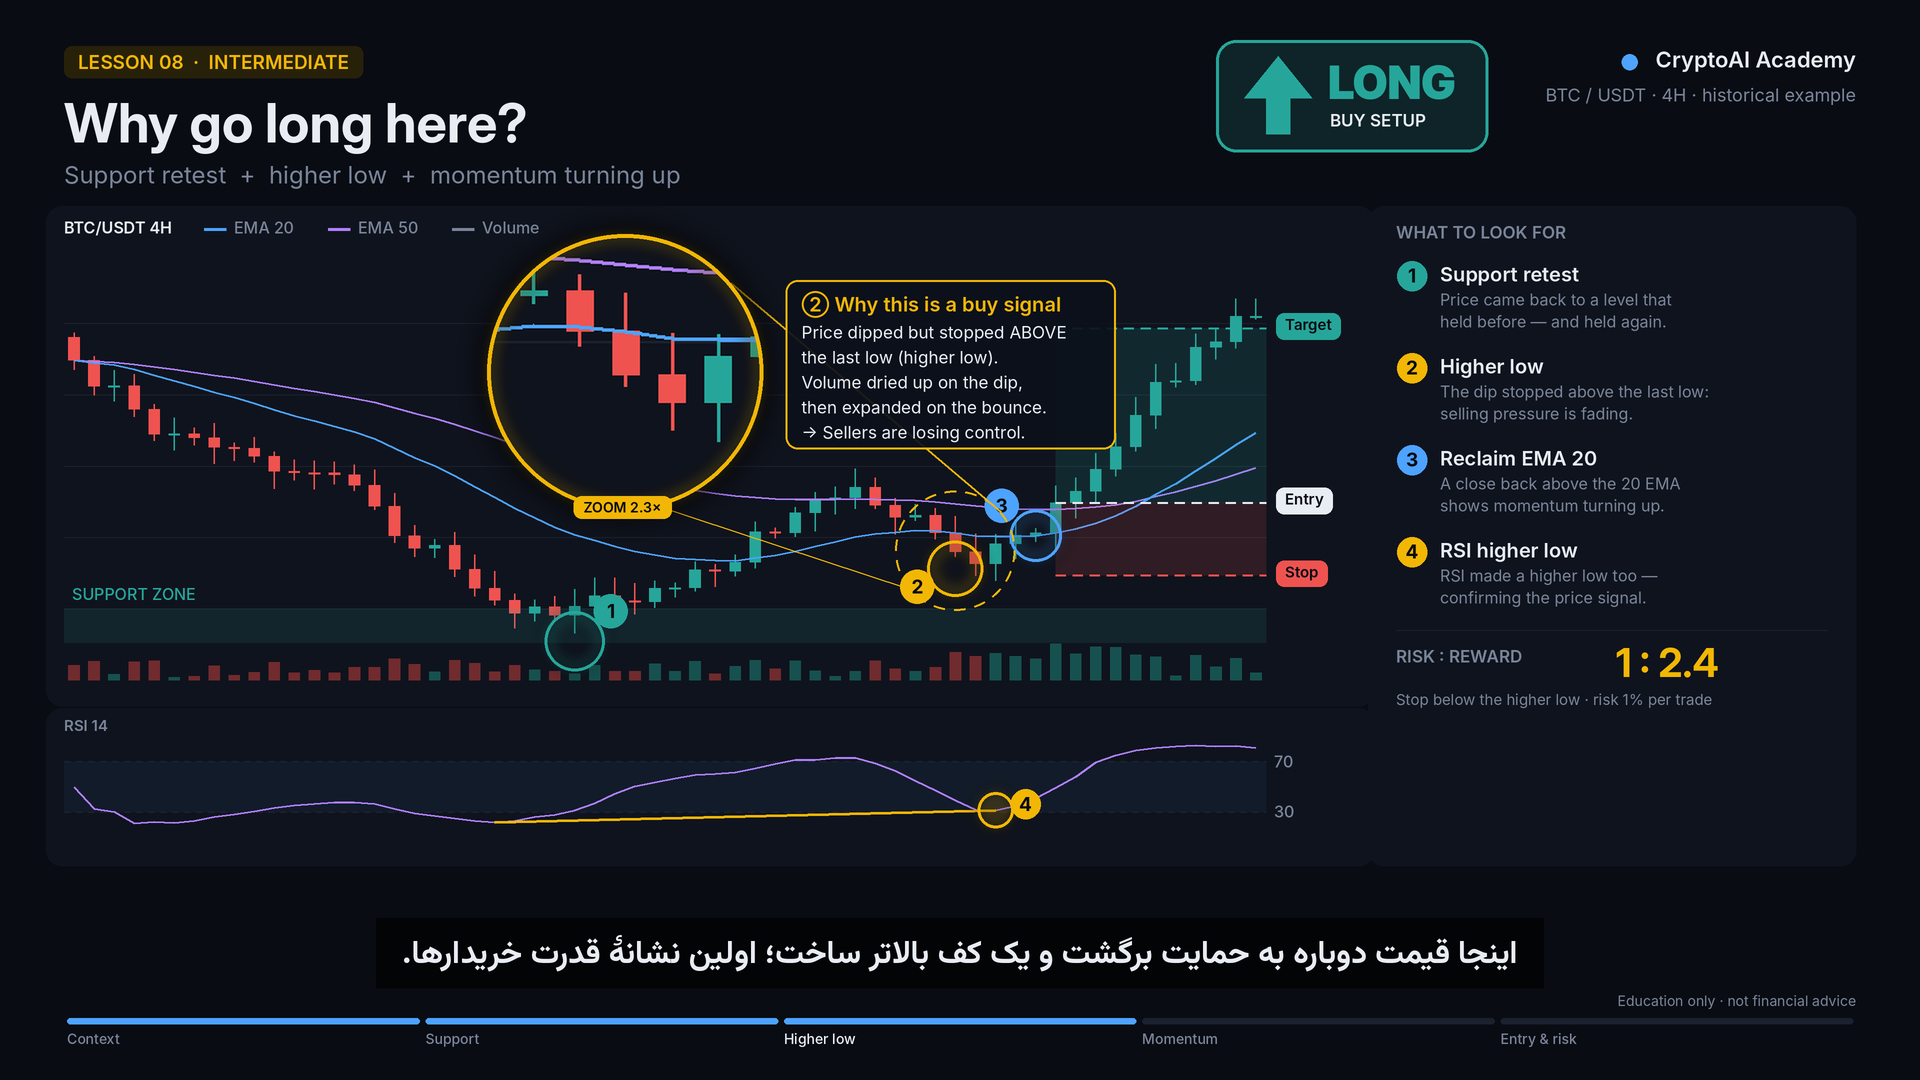 LESSON 08 · INTERMEDIATE
Why go long here?
Support retest + higher low + momentum turning up
LONG
BUY SETUP
CryptoAI Academy
BTC / USDT · 4H · historical example
BTC/USDT 4H
EMA 20
EMA 50
Volume
② Why this is a buy signal
Price dipped but stopped ABOVE
the last low (higher low).
Volume dried up on the dip,
then expanded on the bounce.
→ Sellers are losing control.
ZOOM 2.3×
Target
Entry
Stop
SUPPORT ZONE
1
2
3
RSI 14
70
30
4
WHAT TO LOOK FOR
1 Support retest
Price came back to a level that
held before — and held again.
2 Higher low
The dip stopped above the last low:
selling pressure is fading.
3 Reclaim EMA 20
A close back above the 20 EMA
shows momentum turning up.
4 RSI higher low
RSI made a higher low too —
confirming the price signal.
RISK : REWARD
1 : 2.4
Stop below the higher low · risk 1% per trade
اینجا قیمت دوباره به حمایت برگشت و یک کف بالاتر ساخت؛ اولین نشانهٔ قدرت خریدارها.
Education only · not financial advice
Context
Support
Higher low
Momentum
Entry & risk